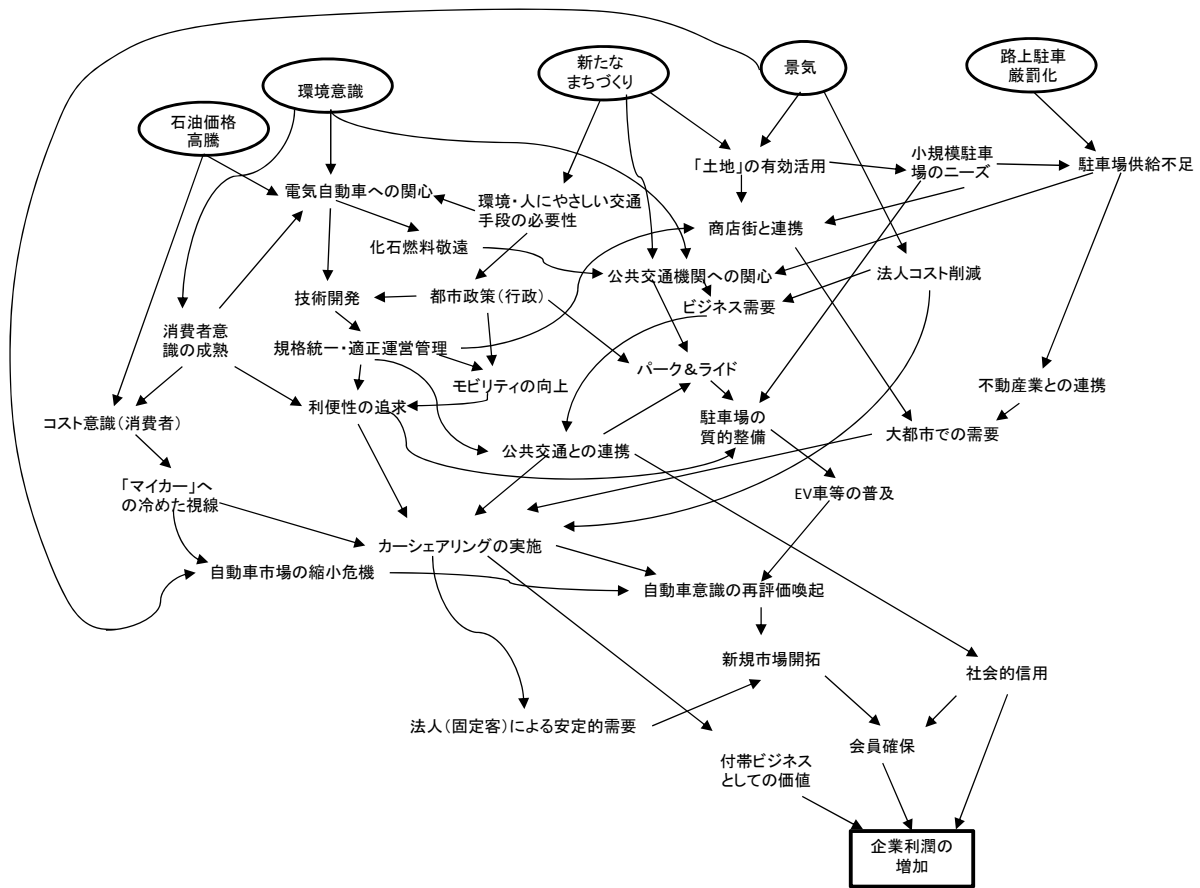 新たな
まちづくり
景気
路上駐車
厳罰化
環境意識
石油価格
高騰
「土地」の有効活用
小規模駐車
場のニーズ
駐車場供給不足
電気自動車への関心
環境・人にやさしい交通
手段の必要性
商店街と連携
化石燃料敬遠
公共交通機関への関心
法人コスト削減
技術開発
都市政策（行政）
ビジネス需要
消費者意
識の成熟
規格統一・適正運営管理
パーク＆ライド
モビリティの向上
不動産業との連携
利便性の追求
コスト意識（消費者）
駐車場の
質的整備
大都市での需要
公共交通との連携
「マイカー」へ
の冷めた視線
EV車等の普及
カーシェアリングの実施
自動車市場の縮小危機
自動車意識の再評価喚起
新規市場開拓
社会的信用
法人（固定客）による安定的需要
会員確保
付帯ビジネス
としての価値
企業利潤の
増加